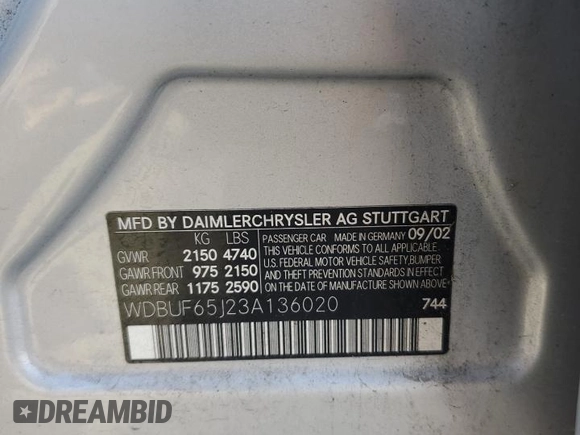 MFD BY DAIMLERCHRYSLER AG STUTTGART
KG LBS
GVWR 2150 4740
GAWR FRONT 975 2150
GAWR REAR 1175 2590
PASSENGER CAR MADE IN GERMANY 09/02
THIS VEHICLE CONFORMS TO ALL APPLICABLE
U.S. FEDERAL MOTOR VEHICLE SAFETY,BUMPER
AND THEFT PREVENTION STANDARDS IN EFFECT
ON THE DATE OF MANUFACTURE SHOWN ABOVE
WDBUF65J23A136020 744
DREAMBID